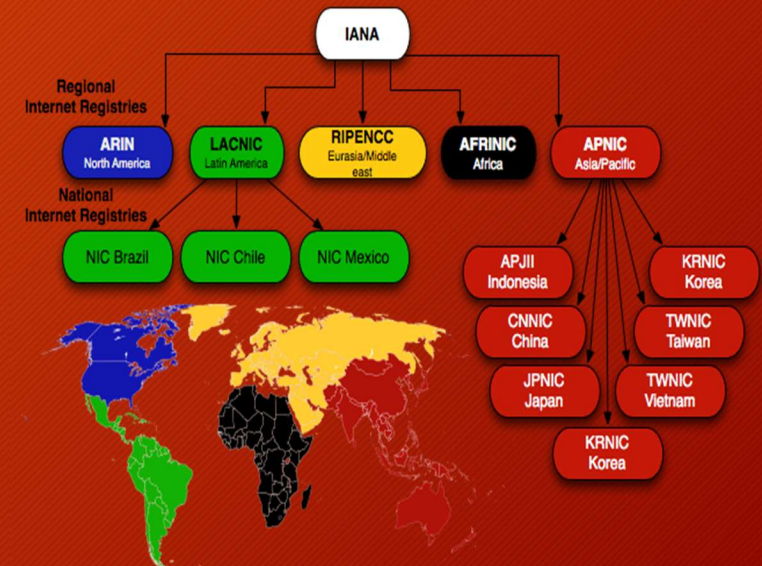 IANA
Regional
Internet Registries
ARIN
North America
LACNIC
Latin America
RIPENCC
Eurasia/Middle
east
AFRINIC
Africa
APNIC
Asia/Pacific
National
Internet Registries
NIC Brazil
NIC Chile
NIC Mexico
APJII
Indonesia
KRNIC
Korea
CNNIC
China
TWNIC
Taiwan
JPNIC
Japan
TWNIC
Vietnam
KRNIC
Korea